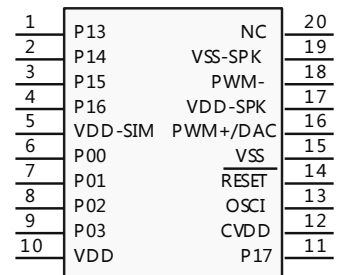 1 P13 NC 20
2 P14 VSS-SPK 19
3 P15 PWM- 18
4 P16 VDD-SPK 17
5 VDD-SIM PWM+/DAC 16
6 P00 VSS 15
7 P01 RESET 14
8 P02 OSCI 13
9 P03 CVDD 12
10 VDD P17 11